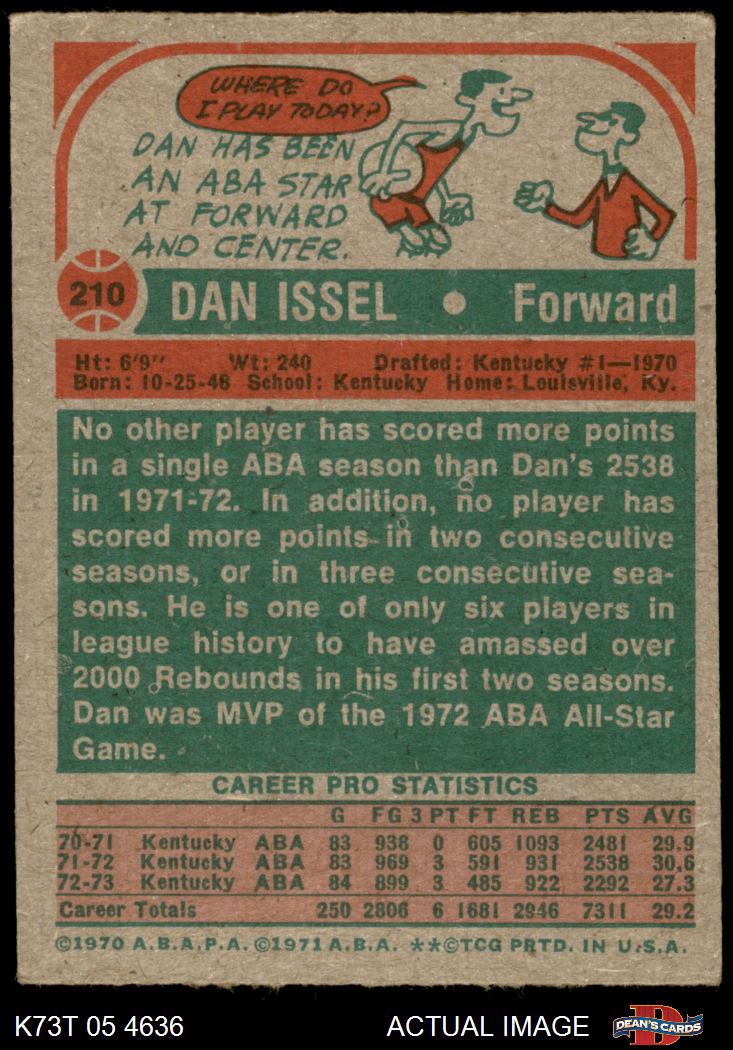 WHERE DO
I PLAY TODAY?
DAN HAS BEEN
AN ABA STAR
AT FORWARD
AND CENTER.
210 DAN ISSEL • Forward
Ht: 6'9" Wt: 240 Drafted: Kentucky #1—1970
Born: 10-25-48 School: Kentucky Home: Louisville, Ky.
No other player has scored more points
in a single ABA season than Dan's 2538
in 1971-72. In addition, no player has
scored more points in two consecutive
seasons, or in three consecutive sea-
sons. He is one of only six players in
league history to have amassed over
2000 Rebounds in his first two seasons.
Dan was MVP of the 1972 ABA All-Star
Game.
CAREER PRO STATISTICS
G FG 3 PT FT REB PTS AVG
70-71 Kentucky ABA 83 938 0 605 1093 2481 29.9
71-72 Kentucky ABA 83 969 3 591 931 2538 30.6
72-73 Kentucky ABA 84 899 3 485 922 2292 27.3
Career Totals 250 2806 6 1681 2946 7311 29.2
©1970 A.B.A.P.A. ©1971 A.B.A. **©TCG PRTD. IN U.S.A.
K73T 05 4636 ACTUAL IMAGE D DEAN'S CARDS